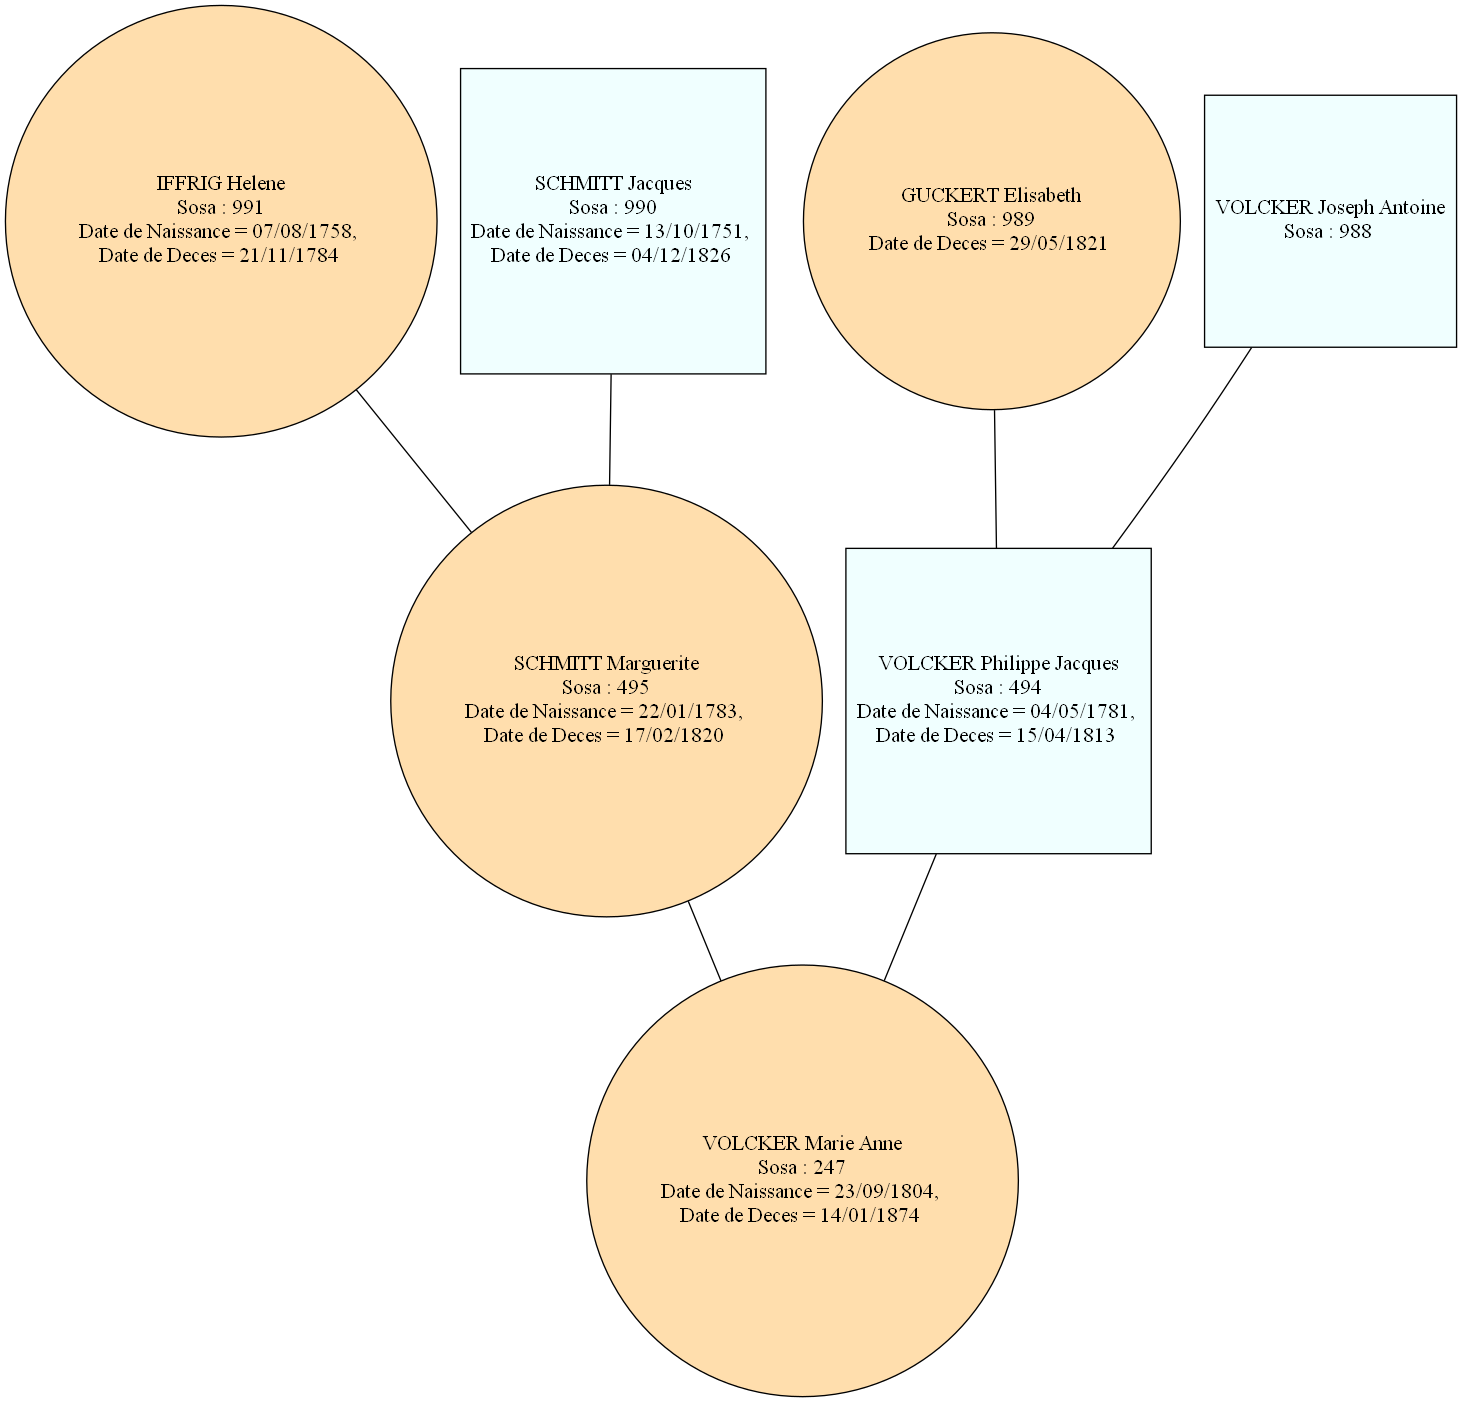 IFFRIG Helene
Sosa : 991
Date de Naissance = 07/08/1758,
Date de Deces = 21/11/1784
SCHMITT Jacques
Sosa : 990
Date de Naissance = 13/10/1751,
Date de Deces = 04/12/1826
GUCKERT Elisabeth
Sosa : 989
Date de Deces = 29/05/1821
VOLCKER Joseph Antoine
Sosa : 988
SCHMITT Marguerite
Sosa : 495
Date de Naissance = 22/01/1783,
Date de Deces = 17/02/1820
VOLCKER Philippe Jacques
Sosa : 494
Date de Naissance = 04/05/1781,
Date de Deces = 15/04/1813
VOLCKER Marie Anne
Sosa : 247
Date de Naissance = 23/09/1804,
Date de Deces = 14/01/1874